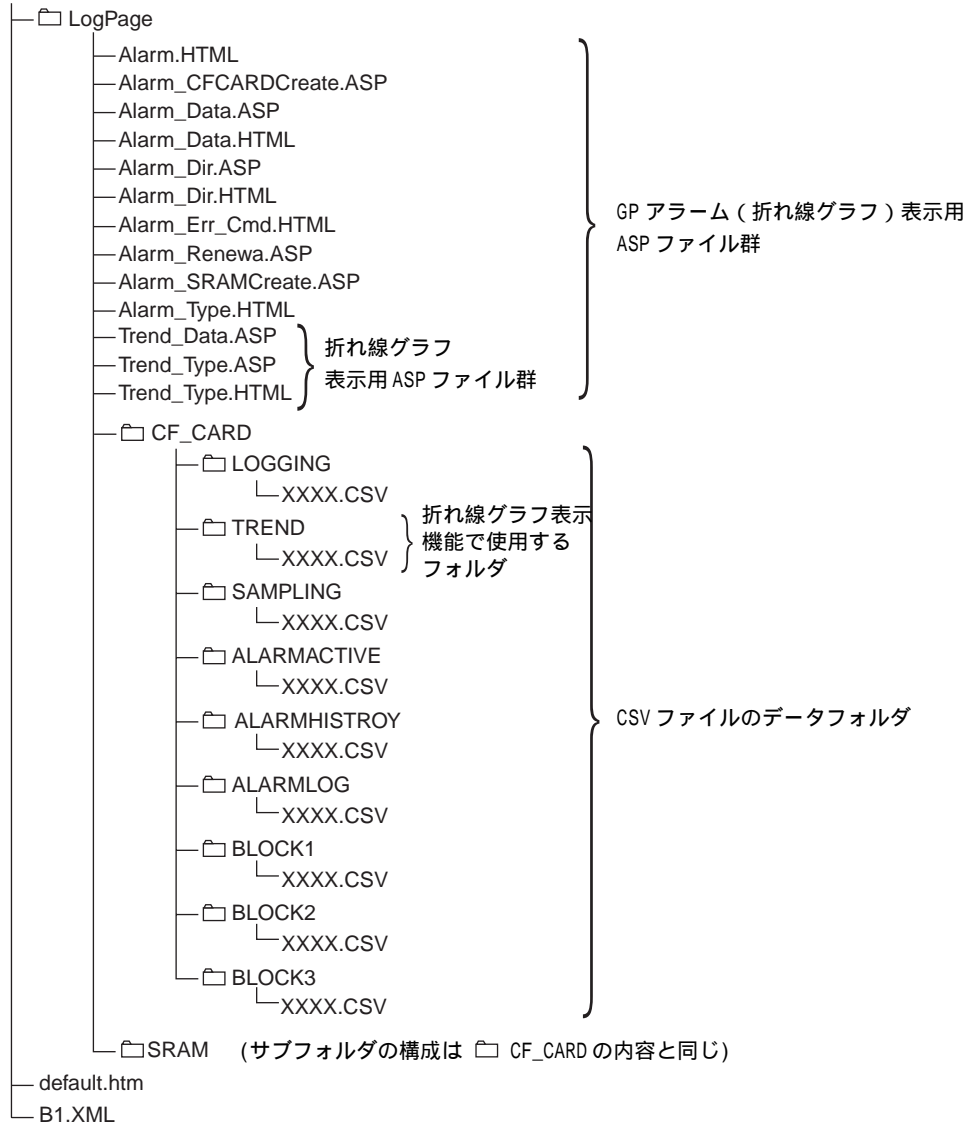 LogPage
Alarm.HTML
Alarm_CFCARDCreate.ASP
Alarm_Data.ASP
Alarm_Data.HTML
Alarm_Dir.ASP
Alarm_Dir.HTML
Alarm_Err_Cmd.HTML
Alarm_Renewa.ASP
Alarm_SRAMCreate.ASP
Alarm_Type.HTML
Trend_Data.ASP
Trend_Type.ASP
Trend_Type.HTML
折れ線グラフ
表示用 ASP ファイル群
GP アラーム ( 折れ線グラフ ) 表示用
ASP ファイル群
CF_CARD
LOGGING
XXXX.CSV
TREND
XXXX.CSV
折れ線グラフ表示
機能で使用する
フォルダ
SAMPLING
XXXX.CSV
ALARMACTIVE
XXXX.CSV
ALARMHISTROY
XXXX.CSV
ALARMLOG
XXXX.CSV
BLOCK1
XXXX.CSV
BLOCK2
XXXX.CSV
BLOCK3
XXXX.CSV
CSV ファイルのデータフォルダ
SRAM (サブフォルダの構成は CF_CARD の内容と同じ)
default.htm
B1.XML